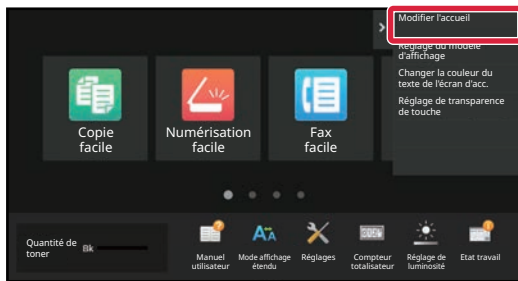 Modifier l'accueil
Réglage du modèle
d'affichage
Changer la couleur du
texte de l'écran d'acc.
Réglage de transparence
de touche
Copie
facile
Numérisation
facile
Fax
facile
Quantité de
toner
Bk
Manuel
utilisateur
Mode affichage
étendu
Réglages
Compteur
totalisateur
Réglage de
luminosité
Etat travail